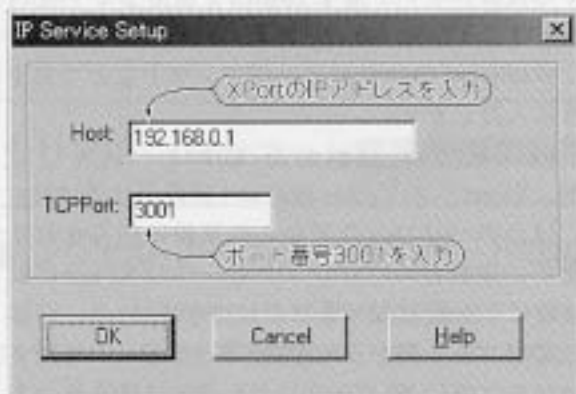 IP Service Setup
XPortのIPアドレスを入力
Host: 192.168.0.1
TCPPort: 3001
ポート番号3001を入力
OK
Cancel
Help